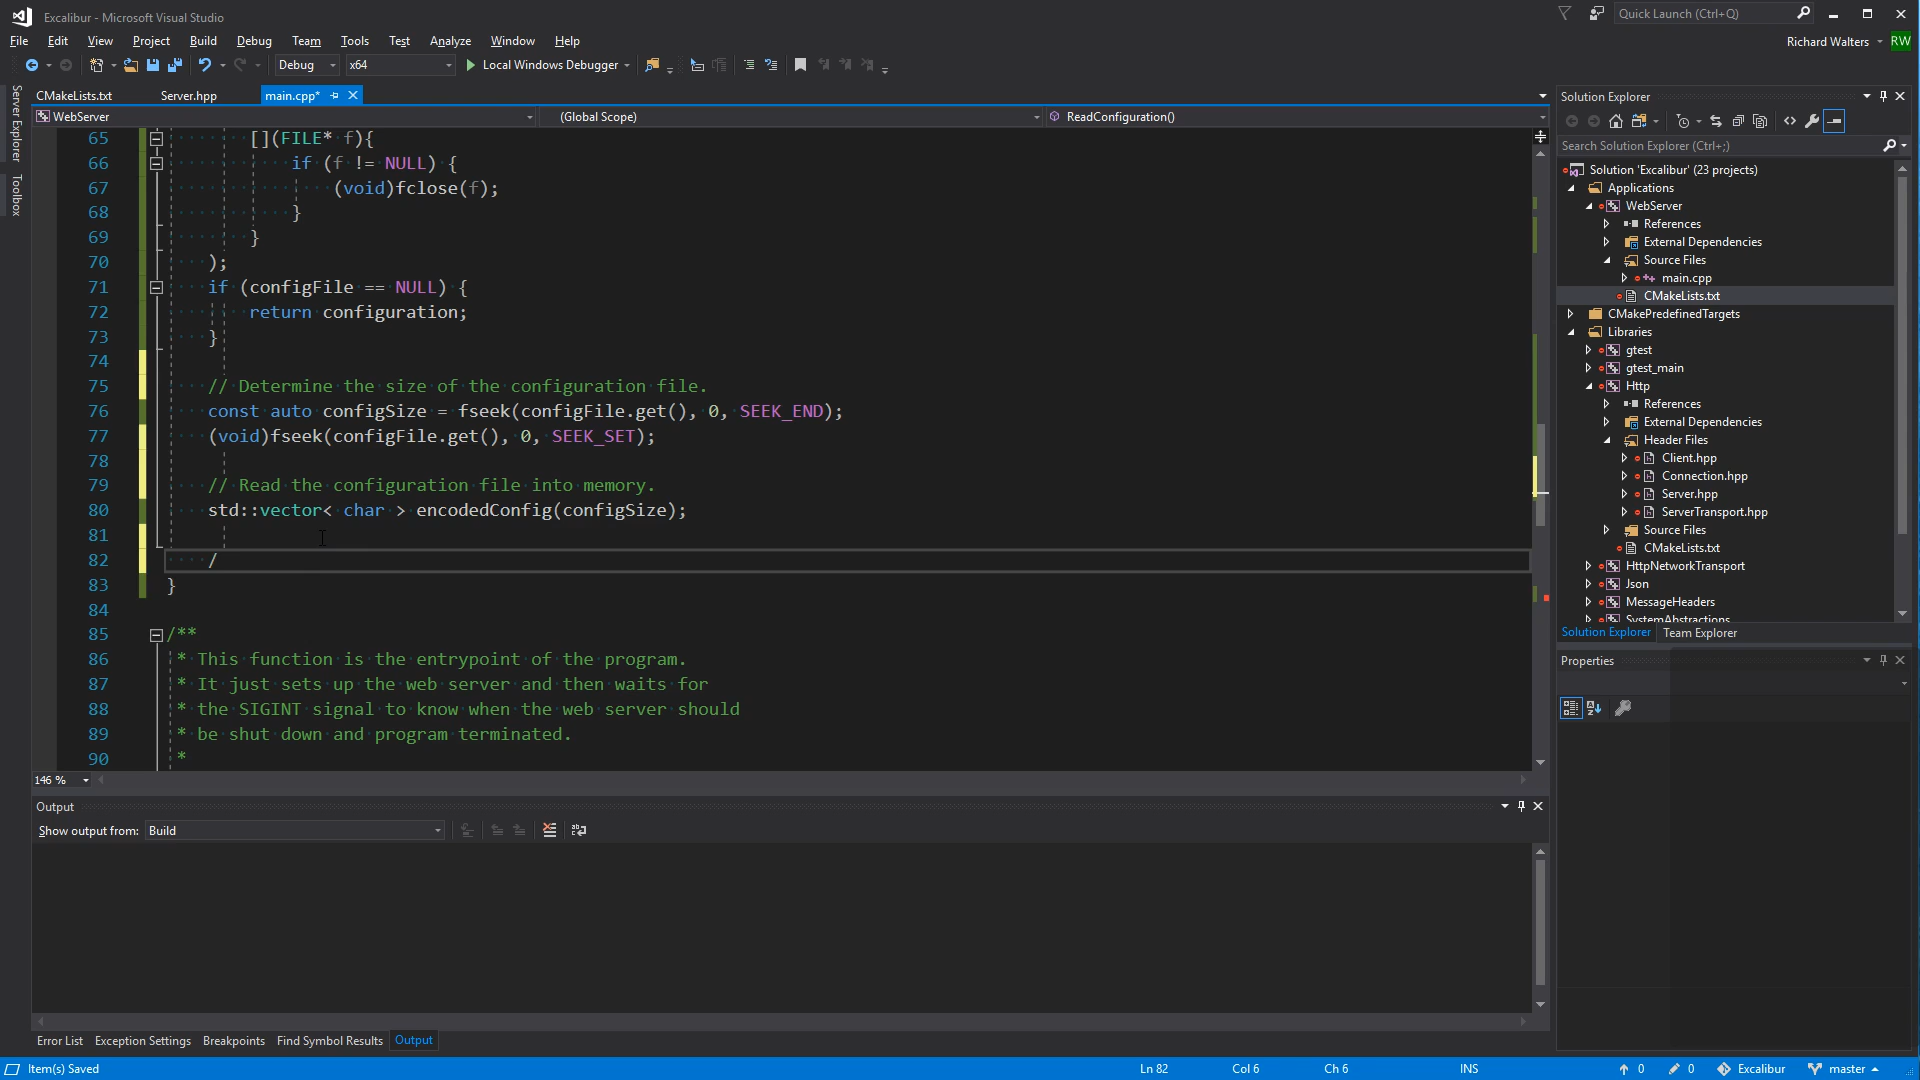 Excalibur - Microsoft Visual Studio
Quick Launch (Ctrl+Q)
File Edit View Project Build Debug Team Tools Test Analyze Window Help
Richard Walters RW
Debug x64 Local Windows Debugger
Server Explorer
Toolbox
CMakeLists.txt Server.hpp main.cpp*
WebServer (Global Scope) ReadConfiguration()
65 [](FILE* f){
66 if (f != NULL) {
67 (void)fclose(f);
68 }
69 }
70 );
71 if (configFile == NULL) {
72 return configuration;
73 }
74
75 // Determine the size of the configuration file.
76 const auto configSize = fseek(configFile.get(), 0, SEEK_END);
77 (void)fseek(configFile.get(), 0, SEEK_SET);
78
79 // Read the configuration file into memory.
80 std::vector< char > encodedConfig(configSize);
81
82 /
83 }
84
85 /**
86 * This function is the entrypoint of the program.
87 * It just sets up the web server and then waits for
88 * the SIGINT signal to know when the web server should
89 * be shut down and program terminated.
90 *
146 %
Output
Show output from: Build
Error List Exception Settings Breakpoints Find Symbol Results Output
Solution Explorer
Search Solution Explorer (Ctrl+;)
Solution 'Excalibur' (23 projects)
Applications
WebServer
References
External Dependencies
Source Files
main.cpp
CMakeLists.txt
CMakePredefinedTargets
Libraries
gtest
gtest_main
Http
References
External Dependencies
Header Files
Client.hpp
Connection.hpp
Server.hpp
ServerTransport.hpp
Source Files
CMakeLists.txt
HttpNetworkTransport
Json
MessageHeaders
SystemAbstractions
Solution Explorer Team Explorer
Properties
Item(s) Saved Ln 82 Col 6 Ch 6 INS 0 0 Excalibur master